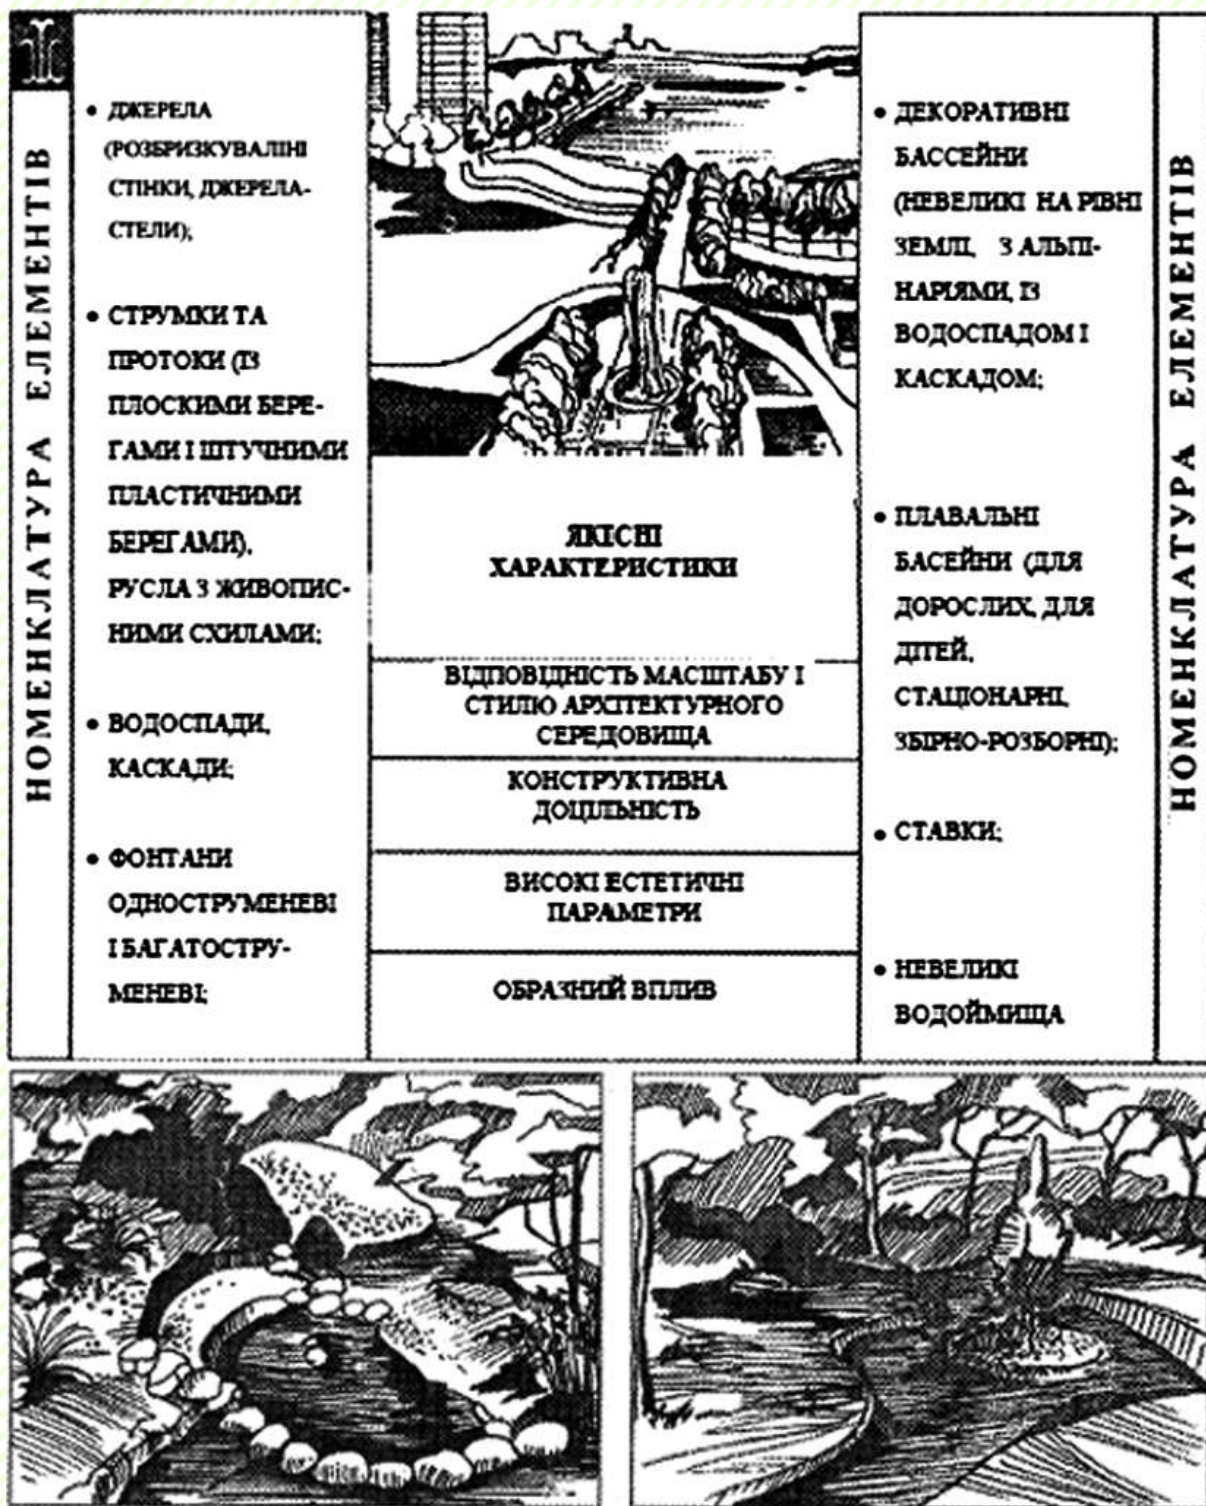 НОМЕНКЛАТУРА ЕЛЕМЕНТІВ
• ДЖЕРЕЛА
(РОЗБРИЗКУВАЛІНІ
СТІНКИ, ДЖЕРЕЛА-
СТЕЛИ);
• СТРУМКИ ТА
ПРОТОКИ (ІЗ
ПЛОСКИМИ БЕРЕ-
ГАМИ І ШТУЧНИМИ
ПЛАСТИЧНИМИ
БЕРЕГАМИ),
РУСЛА З ЖИВОПИС-
НИМИ СХИЛАМИ;
• ВОДОСПАДИ,
КАСКАДИ;
• ФОНТАНИ
ОДНОСТРУМЕНЕВІ
І БАГАТОСТРУ-
МЕНЕВІ;
ЯКІСНІ
ХАРАКТЕРИСТИКИ
ВІДПОВІДНІСТЬ МАСШТАБУ І
СТИЛЮ АРХІТЕКТУРНОГО
СЕРЕДОВИЩА
КОНСТРУКТИВНА
ДОЦІЛЬНІСТЬ
ВИСОКІ ЕСТЕТИЧНІ
ПАРАМЕТРИ
ОБРАЗНИЙ ВПЛИВ
• ДЕКОРАТИВНІ
БАССЕЙНИ
(НЕВЕЛИКІ НА РІВНІ
ЗЕМЛІ, З АЛЬПІ-
НАРІЯМИ, ІЗ
ВОДОСПАДОМ І
КАСКАДОМ;
• ПЛАВАЛЬНІ
БАСЕЙНИ (ДЛЯ
ДОРОСЛИХ, ДЛЯ
ДІТЕЙ,
СТАЦІОНАРНІ,
ЗБІРНО-РОЗБОРНІ);
• СТАВКИ;
• НЕВЕЛИКІ
ВОДОЙМИЩА
НОМЕНКЛАТУРА ЕЛЕМЕНТІВ